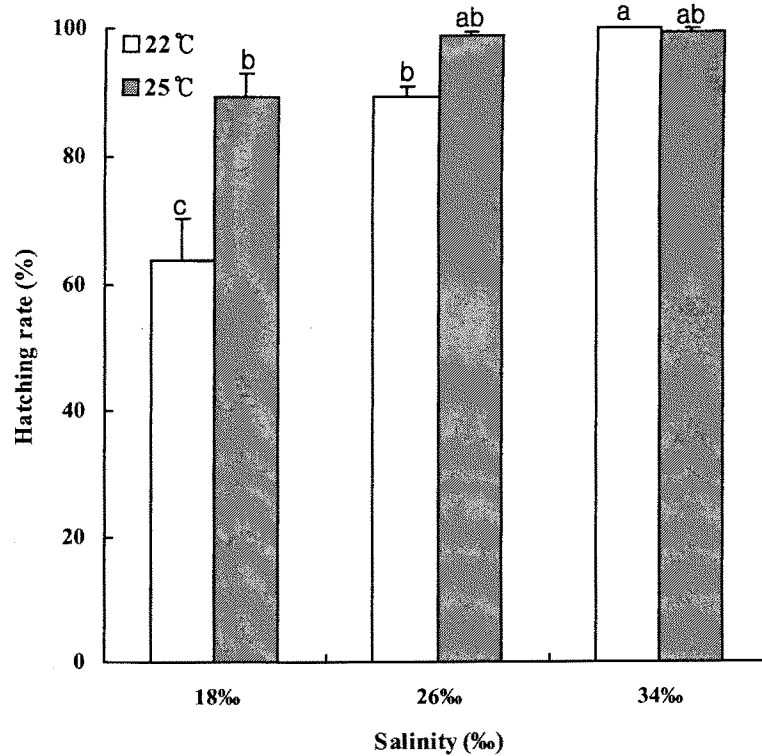 100
80
60
40
20
0
Hatching rate (%)
22℃
25℃
c
b
b
ab
a
ab
18‰
26‰
34‰
Salinity (‰)